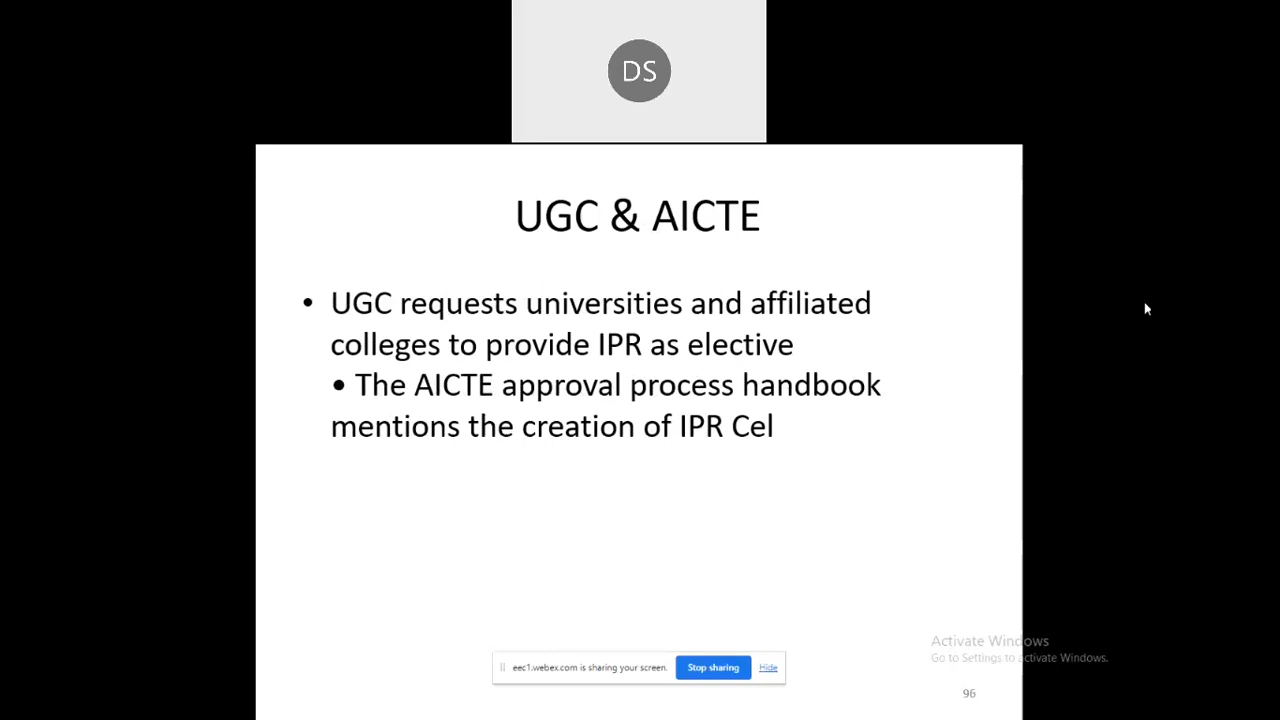 DS
UGC & AICTE
• UGC requests universities and affiliated
colleges to provide IPR as elective
• The AICTE approval process handbook
mentions the creation of IPR Cel
Activate Windows
Go to Settings to activate Windows.
eec1.webex.com is sharing your screen. Stop sharing Hide
96